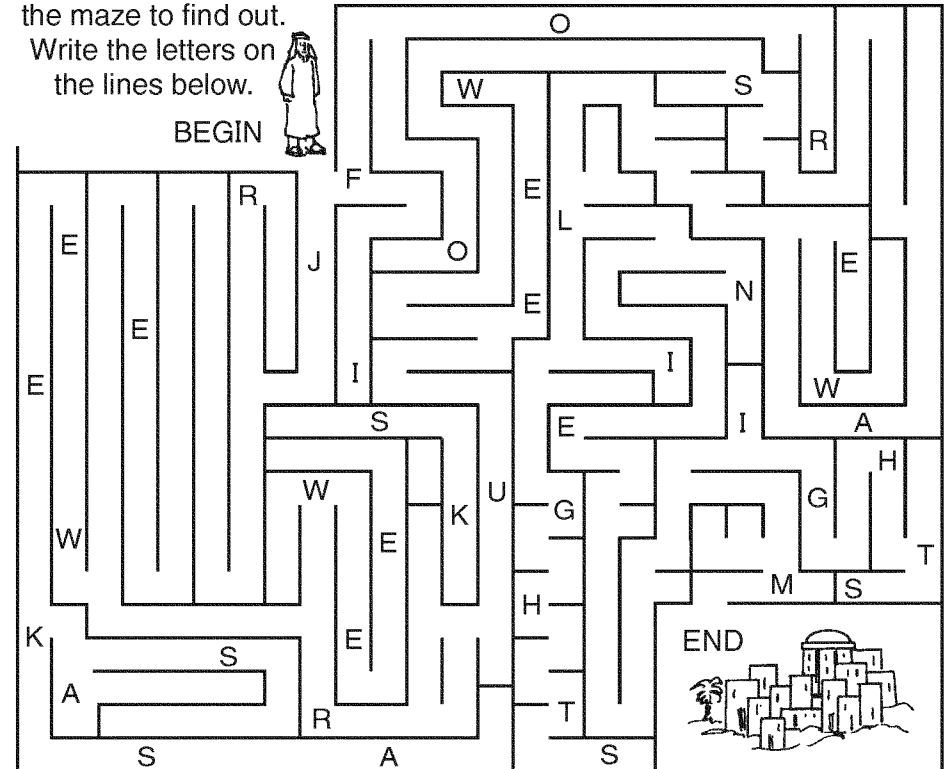 the maze to find out.
Write the letters on
the lines below.
BEGIN
O
W
S
R
F
R
E
L
E
J
O
E
N
E
E
E
I
I
W
E
S
E
I
A
H
W
U
K
G
G
W
E
T
H
M
S
K
E
END
S
A
R
T
S
A
S